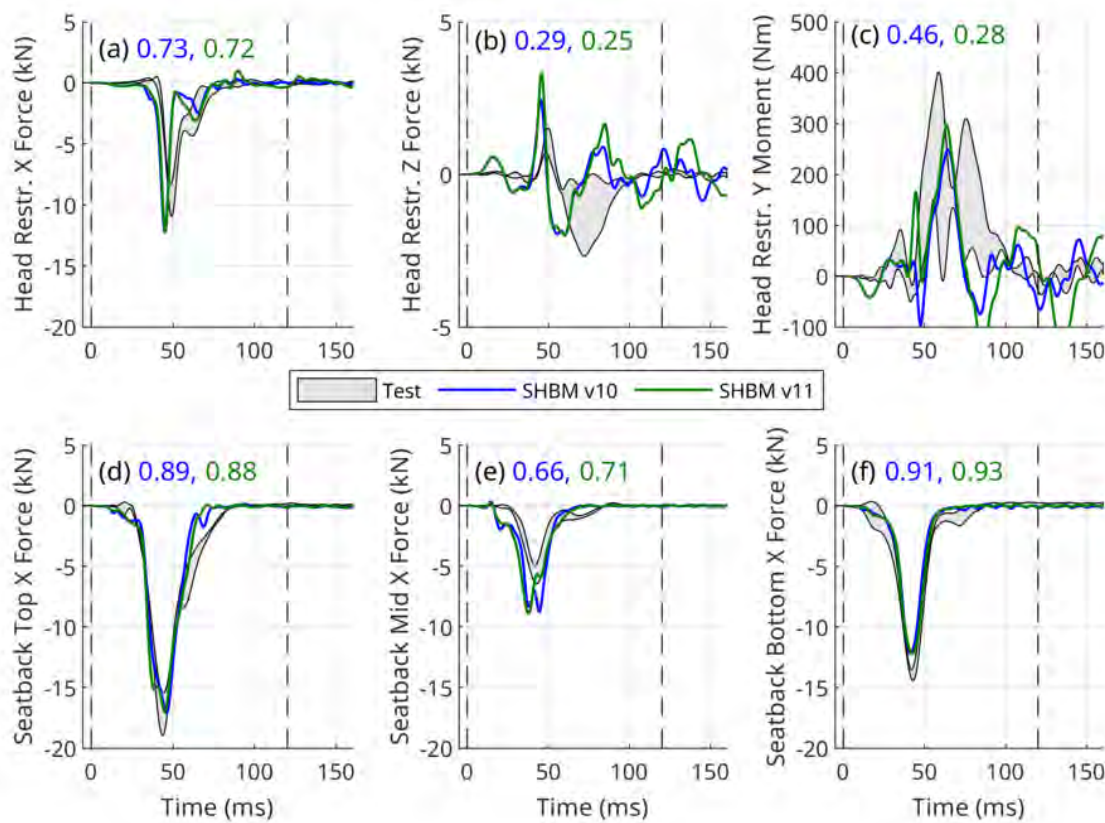 (a) 0.73, 0.72
Head Restr. X Force (kN)
5
0
-5
-10
-15
-20
0 50 100 150
(b) 0.29, 0.25
Head Restr. Z Force (kN)
5
0
-5
0 50 100 150
(c) 0.46, 0.28
Head Restr. Y Moment (Nm)
500
400
300
200
100
0
-100
0 50 100 150
Test SHBM v10 SHBM v11
(d) 0.89, 0.88
Seatback Top X Force (kN)
5
0
-5
-10
-15
-20
0 50 100 150
Time (ms)
(e) 0.66, 0.71
Seatback Mid X Force (kN)
5
0
-5
-10
-15
-20
0 50 100 150
Time (ms)
(f) 0.91, 0.93
Seatback Bottom X Force (kN)
5
0
-5
-10
-15
-20
0 50 100 150
Time (ms)